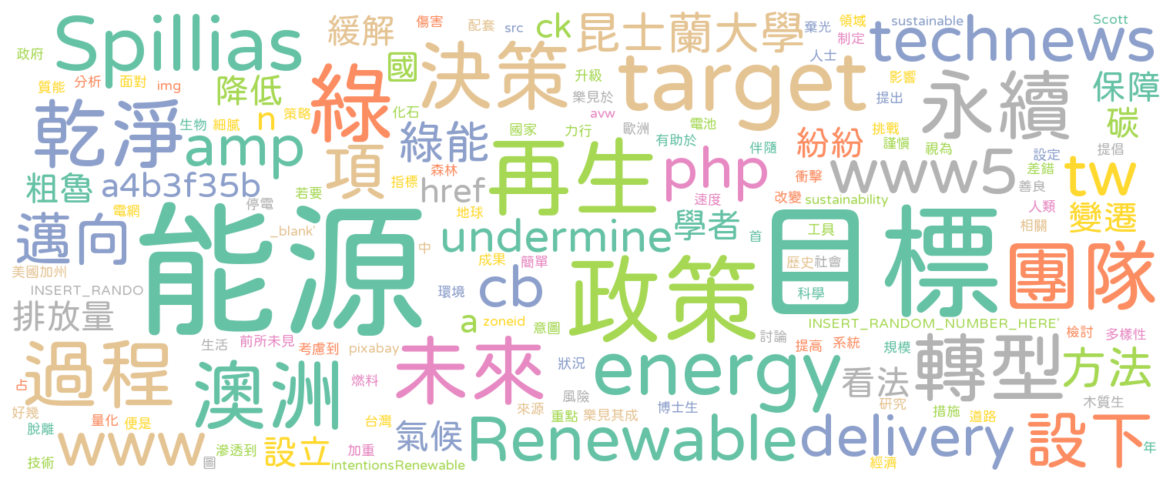 政府 傷害 配套 src ck 昆士蘭大學 棄光 領域 sustainable Scott
Spillias 緩解 決策 人士 制定 technews
質能 分析 面對 img 降低 綠 國 升級 target 影響 保障
乾淨 策略 化石 樂見於 提出 永續 碳
生物 細膩 n 項 綠能 avw 電池 紛紛 挑戰
amp 國家 力行 歐洲 伴隨 謹慎 設定 提倡
粗魯 a4b3f35b 森林 再生 有助於 php 視為 www5 差錯 tw
若要 指標 href 衝擊 善良
電網 停電 速度 改變 sustainability 人類 變遷
邁向 能源 _blank' 地球 undermine 學者 首 目標 工具 相關
美國加州 中 成果 簡單 歷史 社會 團隊
INSERT_RANDO 環境 cb 政策 科學
排放量 a zoneid 意圖 INSERT_RANDOM_NUMBER_HERE'
生活 前所未見 考慮到 pixabay 未來 討論 提高 系統 規模 檢討 多樣性
過程 澳洲 狀況 energy 看法 轉型 方法
占 燃料 風險
好幾 量化 便是 台灣 來源 博士生 研究 木質生
脫離 www 加重 氣候 重點 樂見其成 措施 道路 設下
技術 滲透到 設立 Renewable delivery 年
圖 intentionsRenewable 經濟